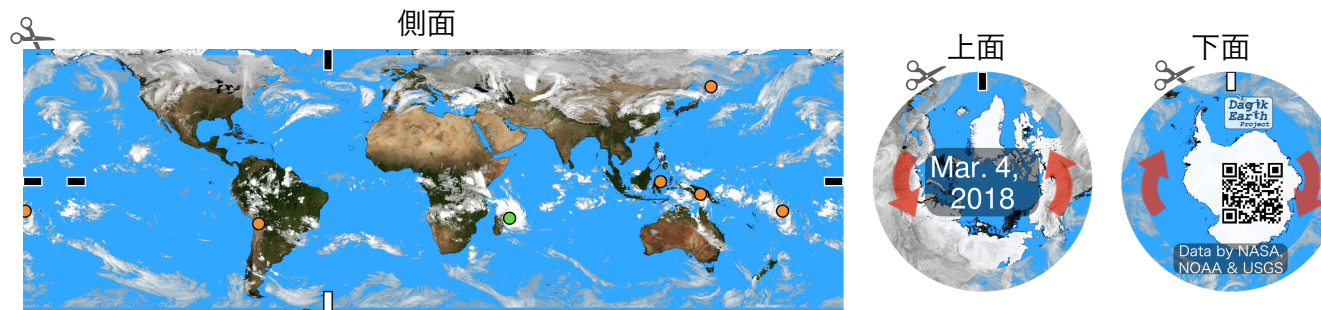 側面
上面
下面
Mar. 4,
2018
Dagik
Earth
Project
Data by NASA,
NOAA & USGS